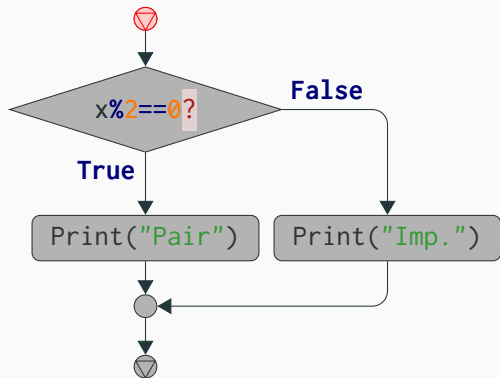 x%2==0?
False
True
Print("Pair")
Print("Imp.")